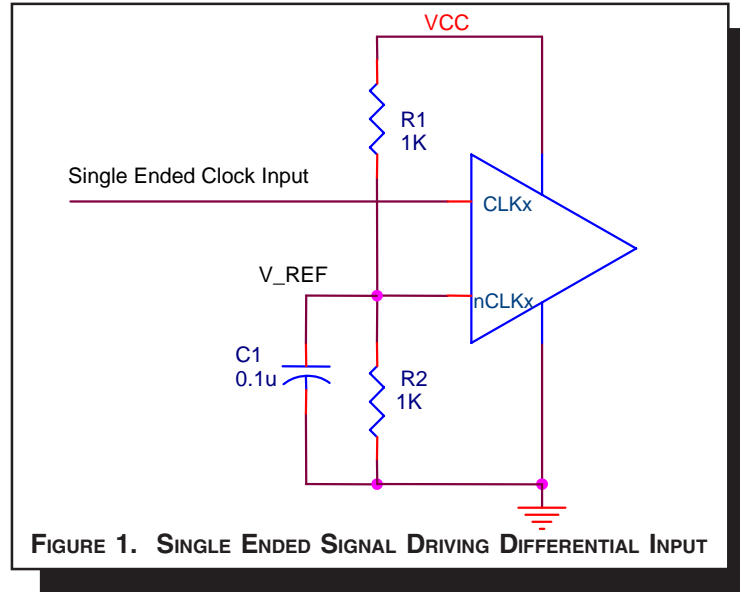 VCC
R1
1K
Single Ended Clock Input
CLKx
V_REF
nCLKx
C1
0.1u
R2
1K
FIGURE 1. SINGLE ENDED SIGNAL DRIVING DIFFERENTIAL INPUT